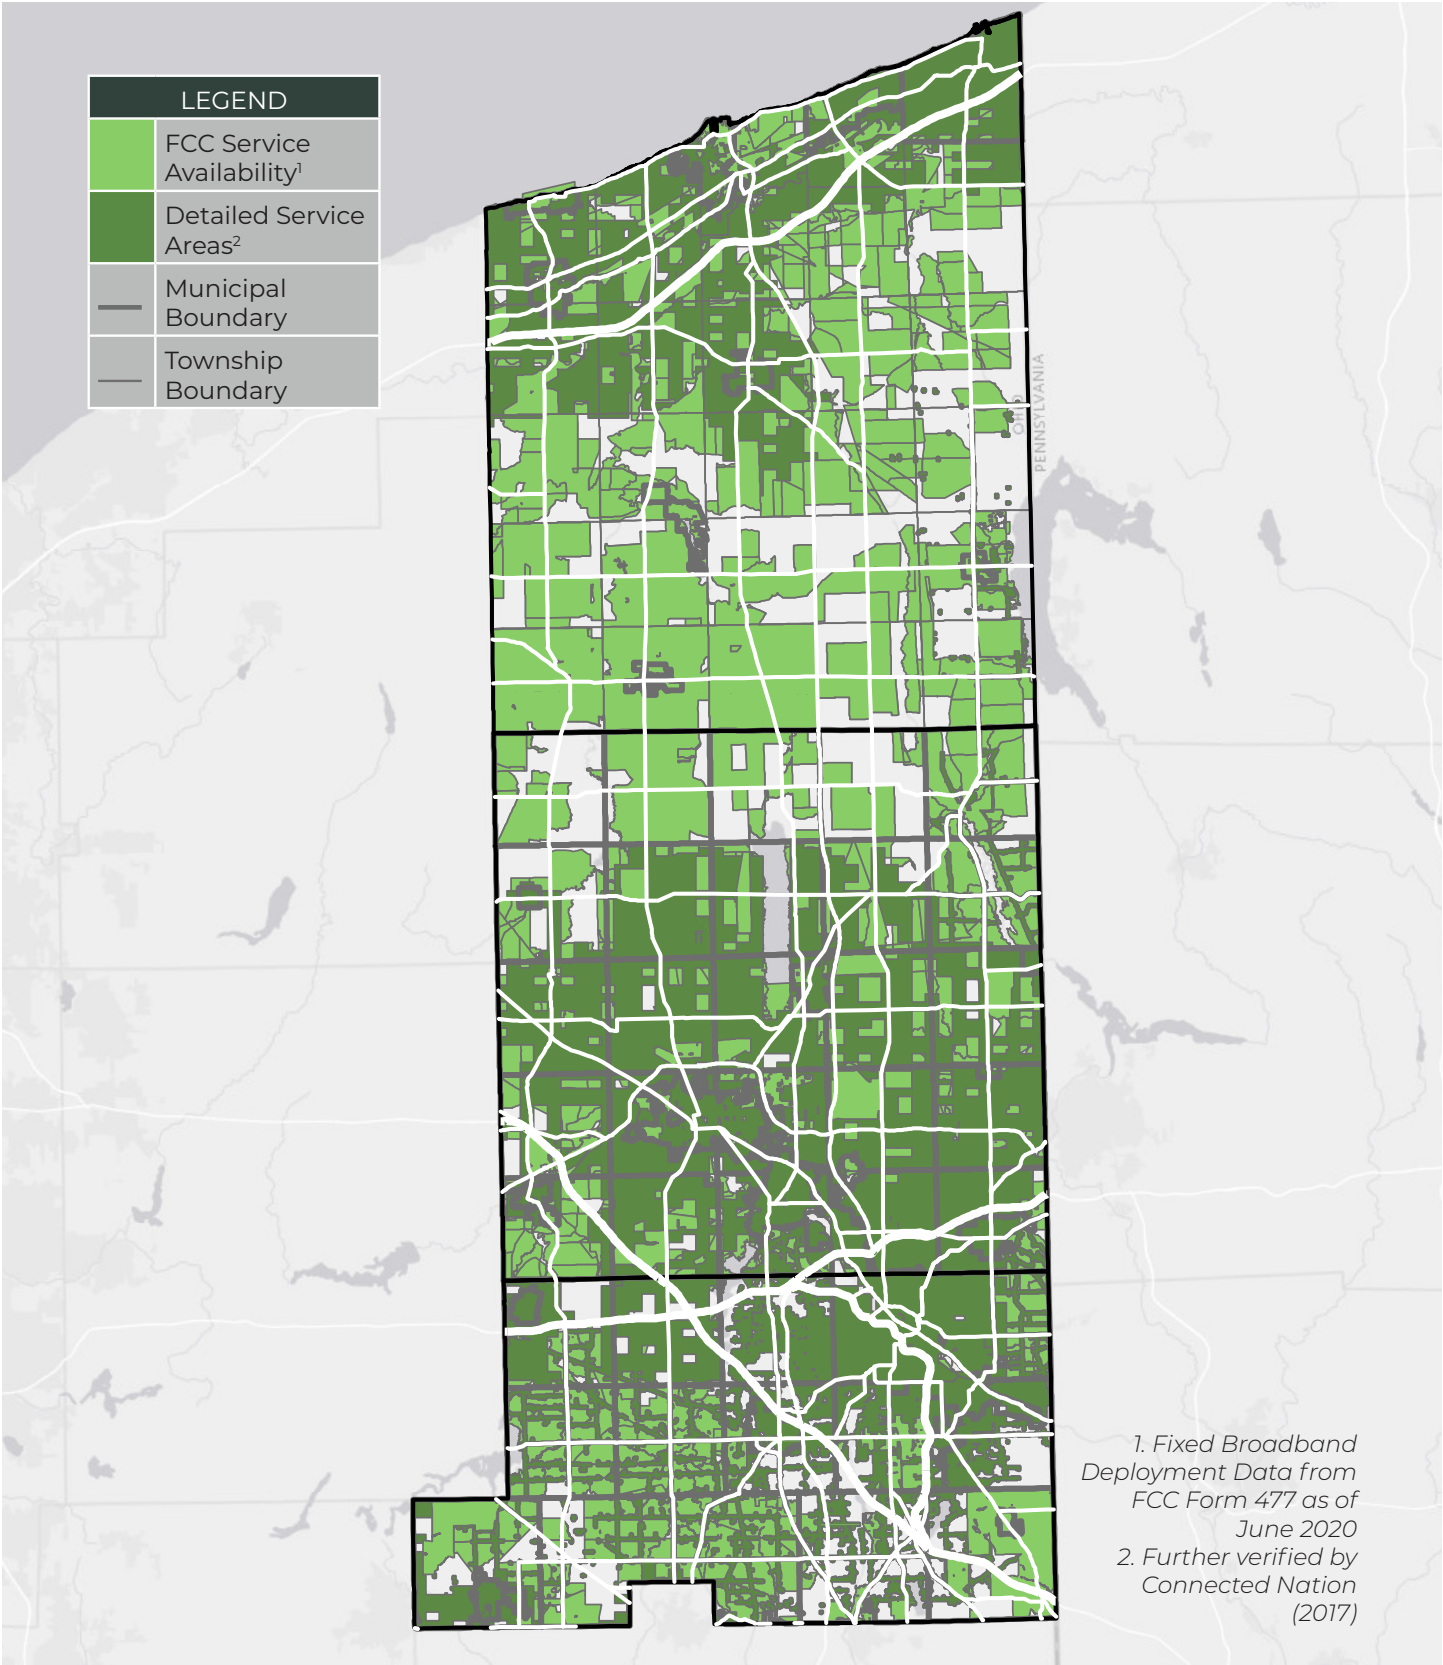 LEGEND
FCC Service
Availability¹
Detailed Service
Areas²
Municipal
Boundary
Township
Boundary
OHIO
PENNSYLVANIA
1. Fixed Broadband
Deployment Data from
FCC Form 477 as of
June 2020
2. Further verified by
Connected Nation
(2017)